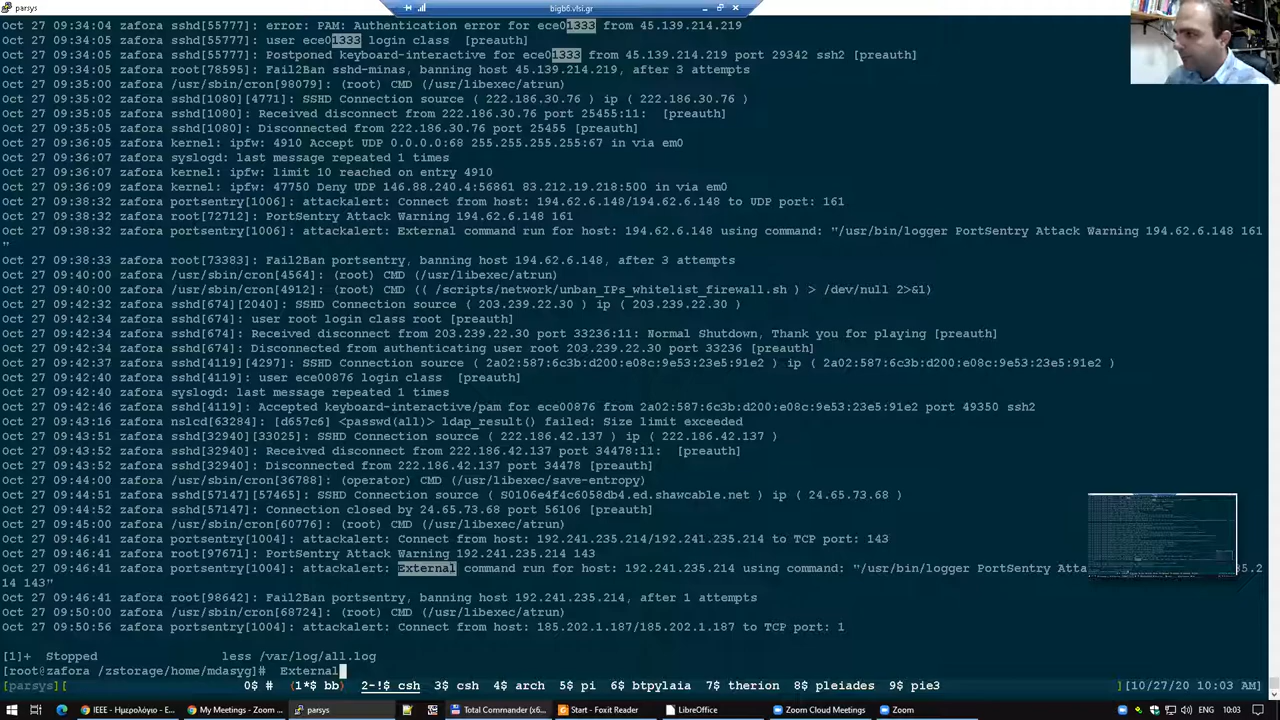 parsys
bigb6.vlsi.gr
Oct 27 09:34:04 zafora sshd[55777]: error: PAM: Authentication error for ece01333 from 45.139.214.219
Oct 27 09:34:05 zafora sshd[55777]: user ece01333 login class  [preauth]
Oct 27 09:34:05 zafora sshd[55777]: Postponed keyboard-interactive for ece01333 from 45.139.214.219 port 29342 ssh2 [preauth]
Oct 27 09:34:05 zafora root[78595]: Fail2Ban sshd-minas, banning host 45.139.214.219, after 3 attempts
Oct 27 09:35:00 zafora /usr/sbin/cron[98079]: (root) CMD (/usr/libexec/atrun)
Oct 27 09:35:05 zafora sshd[1080][4771]: SSHD Connection source ( 222.186.30.76 ) ip ( 222.186.30.76 )
Oct 27 09:35:05 zafora sshd[1080]: Received disconnect from 222.186.30.76 port 25455:11:  [preauth]
Oct 27 09:35:05 zafora sshd[1080]: Disconnected from 222.186.30.76 port 25455 [preauth]
Oct 27 09:36:05 zafora kernel: ipfw: 4910 Accept UDP 0.0.0.0:68 255.255.255.255:67 in via em0
Oct 27 09:36:07 zafora syslogd: last message repeated 1 times
Oct 27 09:36:07 zafora kernel: ipfw: limit 10 reached on entry 4910
Oct 27 09:36:09 zafora kernel: ipfw: 47750 Deny UDP 146.88.240.4:56861 83.212.19.218:500 in via em0
Oct 27 09:38:32 zafora portsentry[1006]: attackalert: Connect from host: 194.62.6.148/194.62.6.148 to UDP port: 161
Oct 27 09:38:32 zafora root[72712]: PortSentry Attack Warning 194.62.6.148 161
Oct 27 09:38:32 zafora portsentry[1006]: attackalert: External command run for host: 194.62.6.148 using command: "/usr/bin/logger PortSentry Attack Warning 194.62.6.148 161
"
Oct 27 09:38:33 zafora root[73383]: Fail2Ban portsentry, banning host 194.62.6.148, after 3 attempts
Oct 27 09:40:00 zafora /usr/sbin/cron[4564]: (root) CMD (/usr/libexec/atrun)
Oct 27 09:40:00 zafora /usr/sbin/cron[4912]: (root) CMD (( /scripts/network/unban_IPs_whitelist_firewall.sh ) > /dev/null 2>&1)
Oct 27 09:42:32 zafora sshd[674][2040]: SSHD Connection source ( 203.239.22.30 ) ip ( 203.239.22.30 )
Oct 27 09:42:34 zafora sshd[674]: user root login class root [preauth]
Oct 27 09:42:34 zafora sshd[674]: Received disconnect from 203.239.22.30 port 33236:11: Normal Shutdown, Thank you for playing [preauth]
Oct 27 09:42:34 zafora sshd[674]: Disconnected from authenticating user root 203.239.22.30 port 33236 [preauth]
Oct 27 09:42:37 zafora sshd[4119][4297]: SSHD Connection source ( 2a02:587:6c3b:d200:e08c:9e53:23e5:91e2 ) ip ( 2a02:587:6c3b:d200:e08c:9e53:23e5:91e2 )
Oct 27 09:42:40 zafora sshd[4119]: user ece00876 login class  [preauth]
Oct 27 09:42:46 zafora syslogd: last message repeated 1 times
Oct 27 09:42:46 zafora sshd[4119]: Accepted keyboard-interactive/pam for ece00876 from 2a02:587:6c3b:d200:e08c:9e53:23e5:91e2 port 49350 ssh2
Oct 27 09:43:16 zafora nslcd[63284]: [d657c6] <passwd(all)> ldap_result() failed: Size limit exceeded
Oct 27 09:43:51 zafora sshd[32940][33025]: SSHD Connection source ( 222.186.42.137 ) ip ( 222.186.42.137 )
Oct 27 09:43:52 zafora sshd[32940]: Received disconnect from 222.186.42.137 port 34478:11:  [preauth]
Oct 27 09:43:52 zafora sshd[32940]: Disconnected from 222.186.42.137 port 34478 [preauth]
Oct 27 09:44:00 zafora /usr/sbin/cron[36788]: (operator) CMD (/usr/libexec/save-entropy)
Oct 27 09:44:51 zafora sshd[57147][57465]: SSHD Connection source ( S0106e4f4c6058db4.ed.shawcable.net ) ip ( 24.65.73.68 )
Oct 27 09:44:51 zafora sshd[57147]: Connection closed by 24.65.73.68 port 56106 [preauth]
Oct 27 09:45:00 zafora /usr/sbin/cron[60776]: (root) CMD (/usr/libexec/atrun)
Oct 27 09:46:41 zafora portsentry[1004]: attackalert: Connect from host: 192.241.235.214/192.241.235.214 to TCP port: 143
Oct 27 09:46:41 zafora root[97671]: PortSentry Attack Warning 192.241.235.214 143
Oct 27 09:46:41 zafora portsentry[1004]: attackalert: External command run for host: 192.241.235.214 using command: "/usr/bin/logger PortSentry Atta
14 143"
Oct 27 09:46:41 zafora root[98642]: Fail2Ban portsentry, banning host 192.241.235.214, after 1 attempts
Oct 27 09:50:00 zafora /usr/sbin/cron[68724]: (root) CMD (/usr/libexec/atrun)
Oct 27 09:50:56 zafora portsentry[1004]: attackalert: Connect from host: 185.202.1.187/185.202.1.187 to TCP port: 1
[1]+  Stopped                 less /var/log/all.log
[root@zafora /zstorage/home/mdasyg]#  External
[parsys][ 0$ # (1*$ bb) 2-!$ csh 3$ csh 4$ arch 5$ pi 6$ btpylaia 7$ therion 8$ pleiades 9$ pie3 ][10/27/20 10:03 AM]
IEEE - Ημερολόγιο - E... My Meetings - Zoom ... parsys Total Commander (x6... Start - Foxit Reader LibreOffice Zoom Cloud Meetings Zoom ENG 10:03